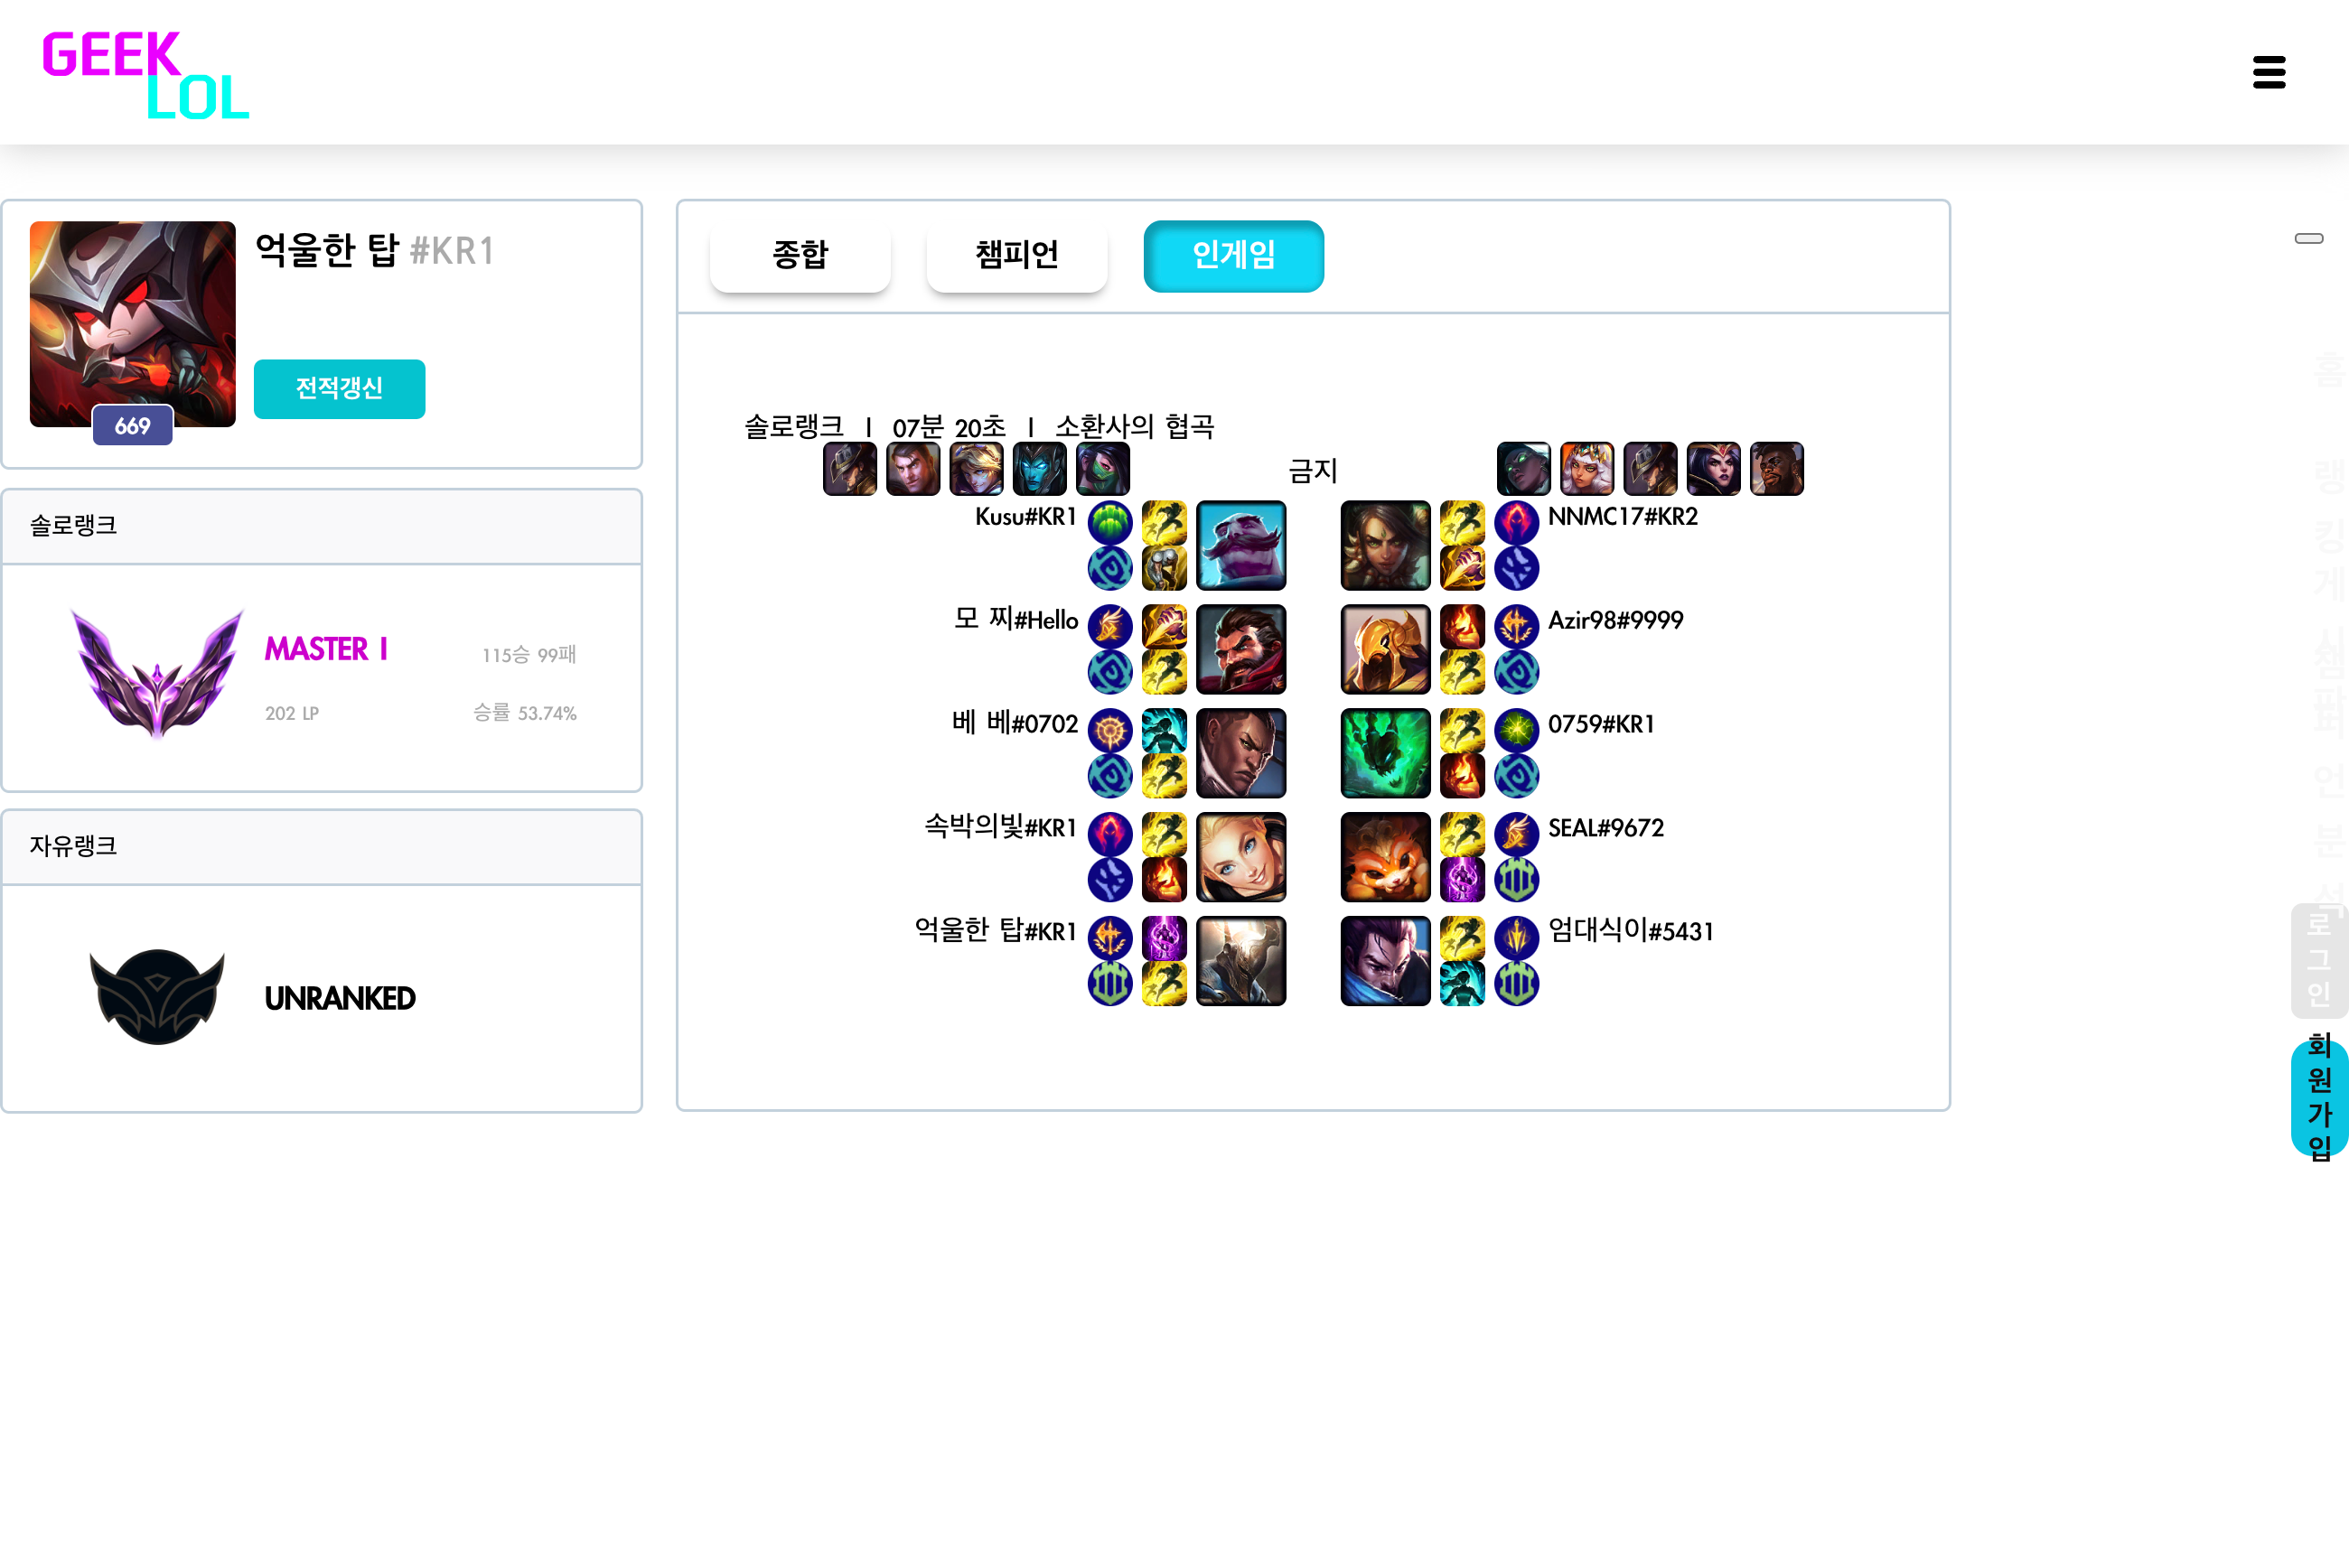 GEEK
LOL
억울한 탑 #KR1
전적갱신
669
솔로랭크
MASTER I
115승 99패
202 LP
승률 53.74%
자유랭크
UNRANKED
종합
챔피언
인게임
솔로랭크 | 07분 20초 | 소환사의 협곡
금지
Kusu#KR1
NNMC17#KR2
모 찌#Hello
Azir98#9999
베 베#0702
0759#KR1
속박의빛#KR1
SEAL#9672
억울한 탑#KR1
엄대식이#5431
홈
랭
킹
게
언
분
석
로
그
인
회
원
가
입